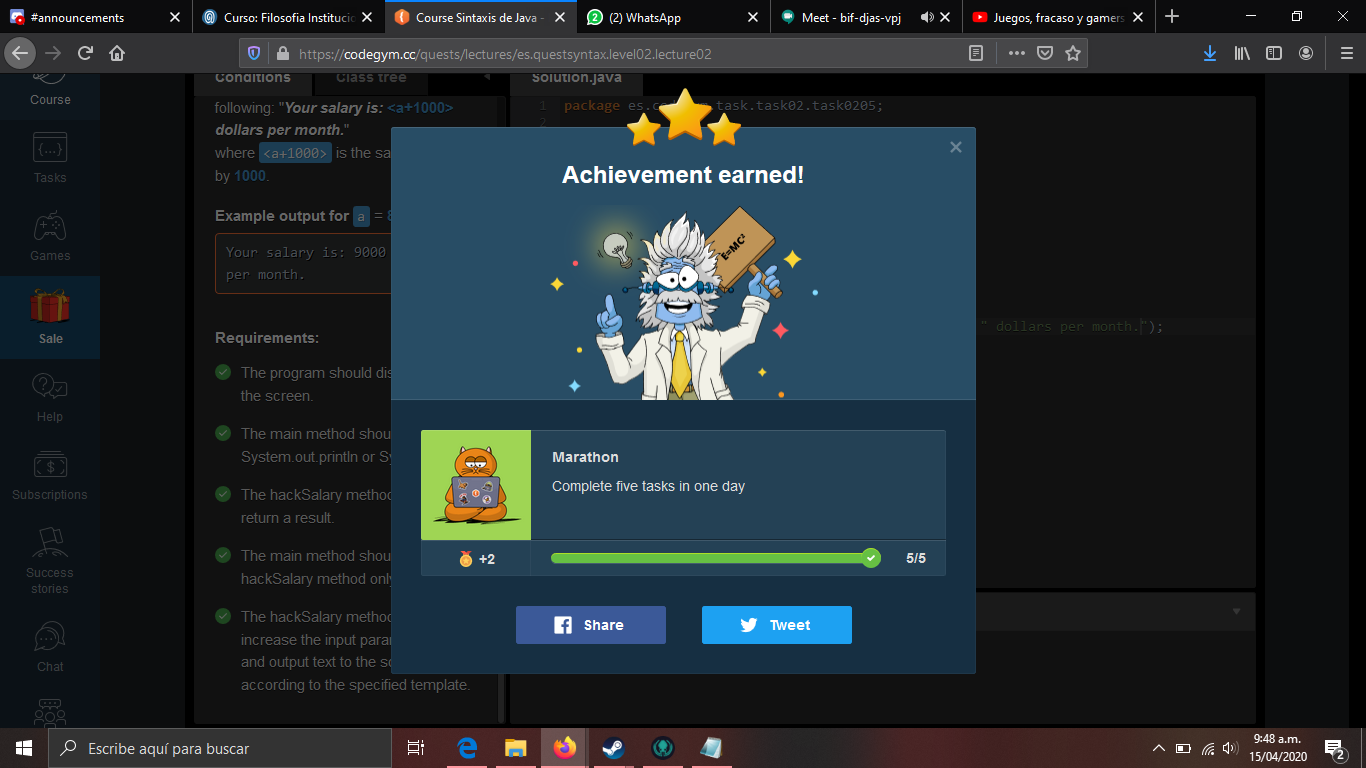 #announcements
Curso: Filosofia Institucio
Course Sintaxis de Java -
(2) WhatsApp
Meet - bif-djas-vpj
Juegos, fracaso y gamers
https://codegym.cc/quests/lectures/es.questsyntax.level02.lecture02
Course
Tasks
Games
Sale
Help
Subscriptions
Success
stories
Chat
Conditions
Class tree
following: "Your salary is: <a+1000>
dollars per month."
where <a+1000> is the sa
by 1000.
Example output for a = 8
Your salary is: 9000
per month.
Requirements:
The program should dis
the screen.
The main method shou
System.out.println or Sy
The hackSalary method
return a result.
The main method shou
hackSalary method only
The hackSalary method
increase the input para
and output text to the sc
according to the specified template.
Solution.java
1 package es.co task.task02.task0205;
2
" dollars per month.");
Achievement earned!
E=MC²
Marathon
Complete five tasks in one day
+2
5/5
Share
Tweet
Escribe aquí para buscar
9:48 a.m.
15/04/2020
2